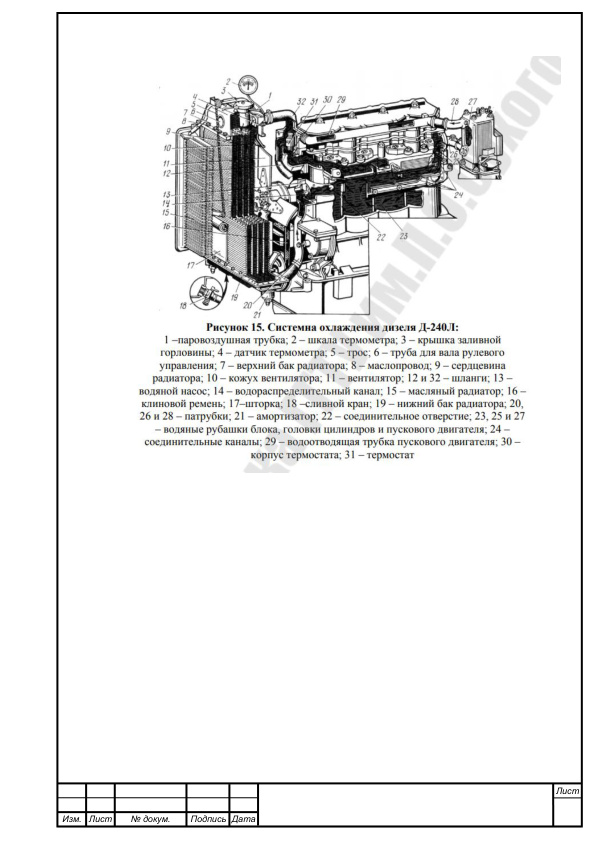 2
3
1
4
5
6
7
8
9
10
11
12
13
14
15
16
17
18
19
20
21
32 31 30 29
28 27
24
22 23
Рисунок 15. Системна охлаждения дизеля Д-240Л:
1 –паровоздушная трубка; 2 – шкала термометра; 3 – крышка заливной
горловины; 4 – датчик термометра; 5 – трос; 6 – труба для вала рулевого
управления; 7 – верхний бак радиатора; 8 – маслопровод; 9 – сердцевина
радиатора; 10 – кожух вентилятора; 11 – вентилятор; 12 и 32 – шланги; 13 –
водяной насос; 14 – водораспределительный канал; 15 – масляный радиатор; 16 –
клиновой ремень; 17–шторка; 18 –сливной кран; 19 – нижний бак радиатора; 20,
26 и 28 – патрубки; 21 – амортизатор; 22 – соединительное отверстие; 23, 25 и 27
– водяные рубашки блока, головки цилиндров и пускового двигателя; 24 –
соединительные каналы; 29 – водоотводящая трубка пускового двигателя; 30 –
корпус термостата; 31 – термостат
Лист
Изм. Лист № докум. Подпись Дата